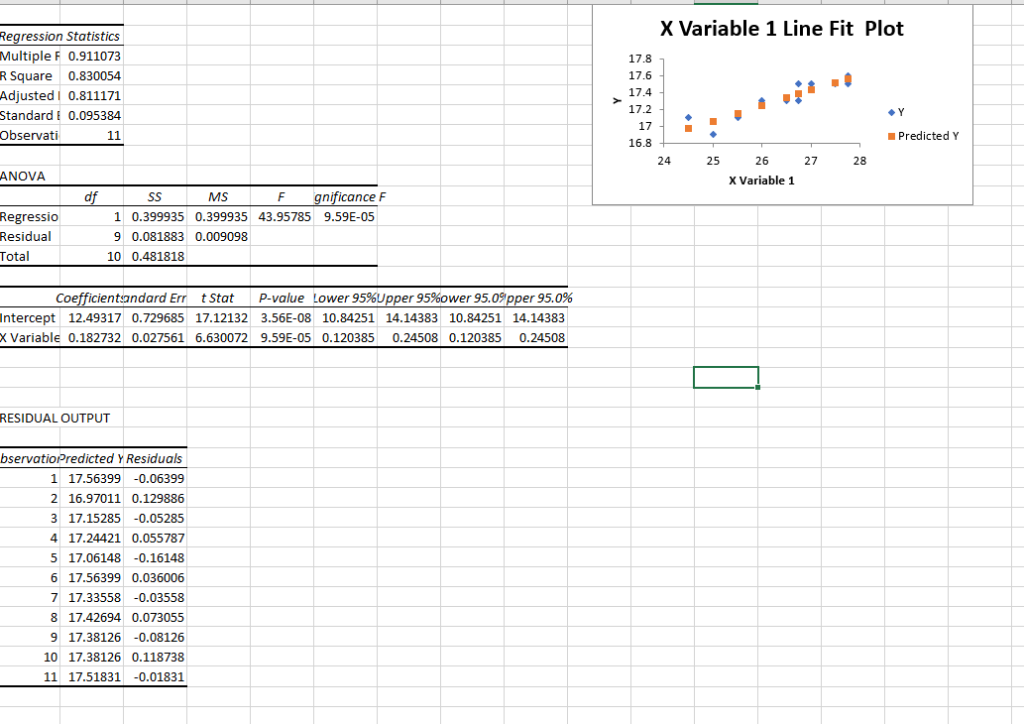 Regression Statistics
Multiple R 0.911073
R Square 0.830054
Adjusted 0.811171
Standard E 0.095384
Observati 11
ANOVA
df SS MS F gnificance F
Regressio 1 0.399935 0.399935 43.95785 9.59E-05
Residual 9 0.081883 0.009098
Total 10 0.481818
Coefficients andard Err t Stat P-value Lower 95% Upper 95% ower 95.0% pper 95.0%
Intercept 12.49317 0.729685 17.12132 3.56E-08 10.84251 14.14383 10.84251 14.14383
X Variable 0.182732 0.027561 6.630072 9.59E-05 0.120385 0.24508 0.120385 0.24508
RESIDUAL OUTPUT
bservation Predicted Y Residuals
1 17.56399 -0.06399
2 16.97011 0.129886
3 17.15285 -0.05285
4 17.24421 0.055787
5 17.06148 -0.16148
6 17.56399 0.036006
7 17.33558 -0.03558
8 17.42694 0.073055
9 17.38126 -0.08126
10 17.38126 0.118738
11 17.51831 -0.01831
X Variable 1 Line Fit Plot
17.8
17.6
17.4
17.2
17
16.8
Y
24 25 26 27 28
X Variable 1
Y
Predicted Y